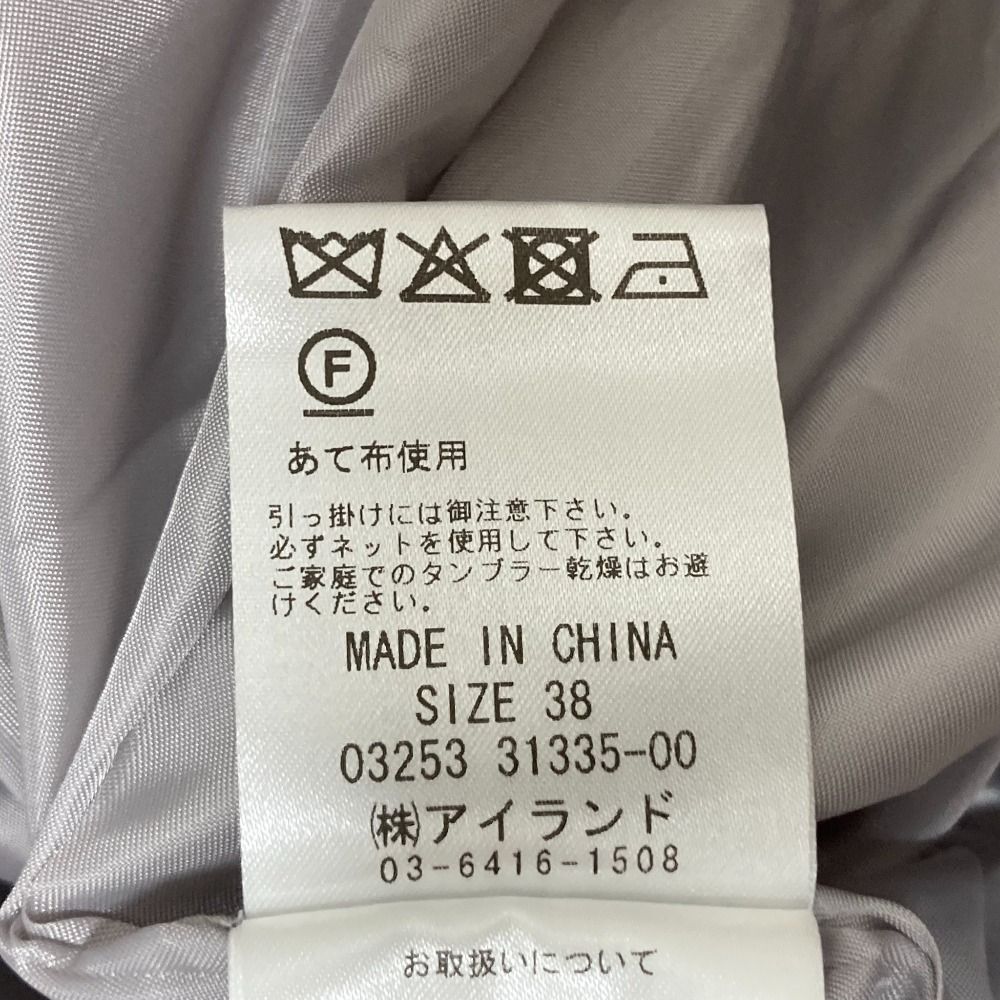 F
あて布使用
引っ掛けには御注意下さい。
必ずネットを使用して下さい。
ご家庭でのタンブラー乾燥はお避
けください。
MADE IN CHINA
SIZE 38
03253 31335-00
㈱アイランド
03-6416-1508
お取扱いについて